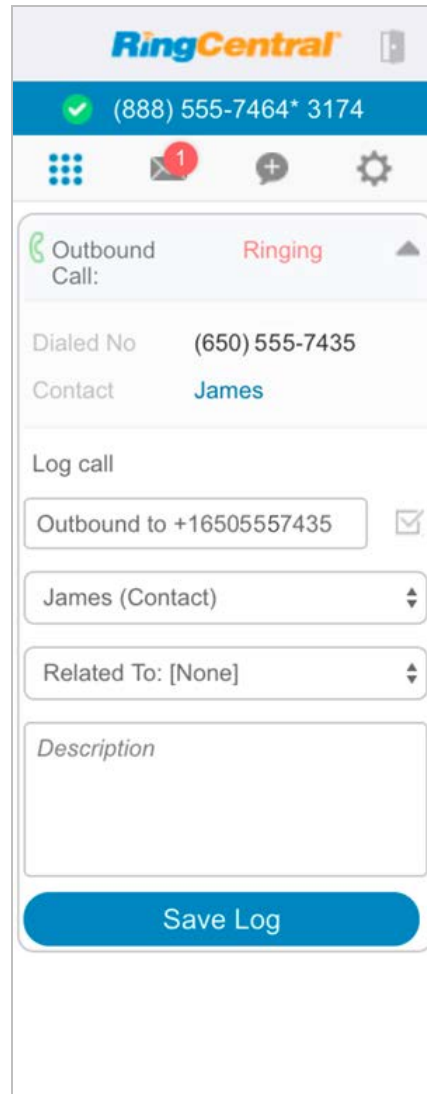 RingCentral
(888) 555-7464* 3174
1
Outbound Ringing
Call:
Dialed No (650) 555-7435
Contact James
Log call
Outbound to +16505557435
James (Contact)
Related To: [None]
Description
Save Log